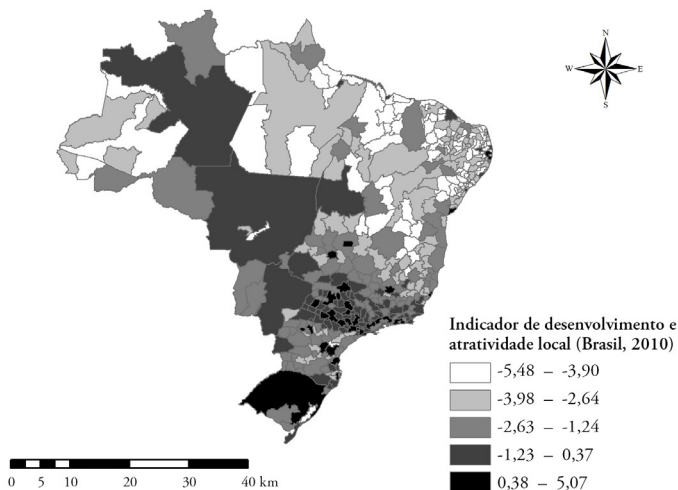 N
W E
S
Indicador de desenvolvimento e
atratividade local (Brasil, 2010)
-5,48 – -3,90
-3,98 – -2,64
-2,63 – -1,24
-1,23 – 0,37
0,38 – 5,07
0 5 10 20 30 40 km